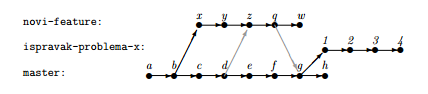 novi-feature:
x y z q w
ispravak-problema-x:
1 2 3 4
master:
a b c d e f g h